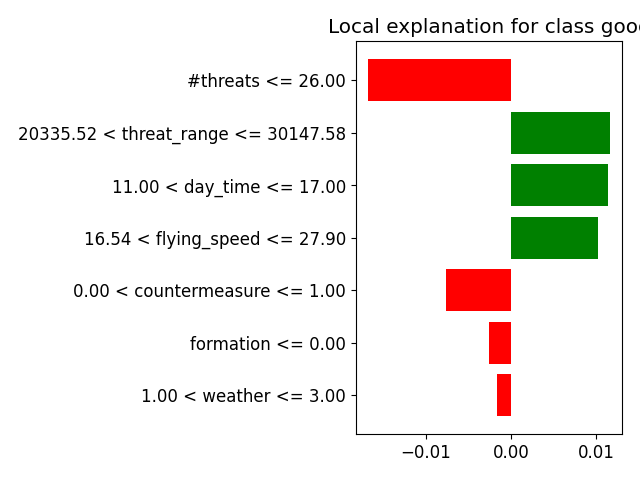 Local explanation for class good
#threats <= 26.00
20335.52 < threat_range <= 30147.58
11.00 < day_time <= 17.00
16.54 < flying_speed <= 27.90
0.00 < countermeasure <= 1.00
formation <= 0.00
1.00 < weather <= 3.00
−0.01 0.00 0.01